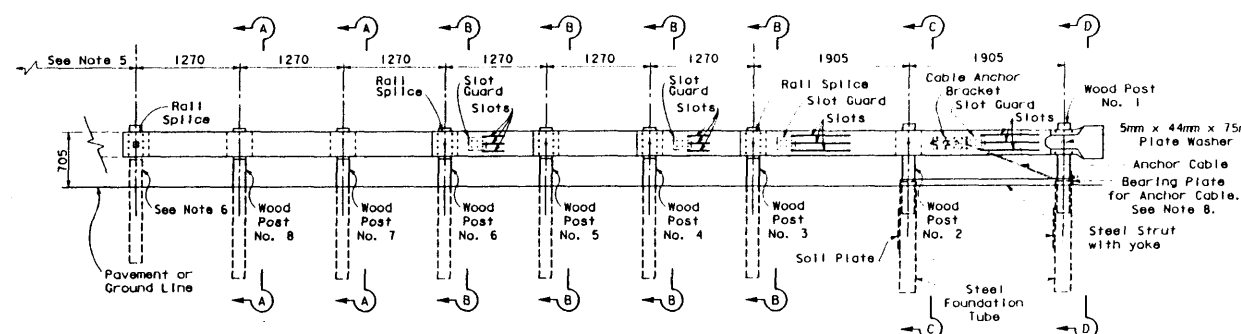 A A B B B B C D
See Note 5 1270 1270 1270 1270 1270 1270 1905 1905
Rail
Splice
Rail
Splice
Slot
Guard
Slots
Slot
Guard
Slots
Rail Splice
Slot Guard
Slots
Cable Anchor
Bracket
Slot Guard
Slots
Wood Post
No. 1
5mm x 44mm x 75
Plate Washer
Anchor Cable
Bearing Plate
for Anchor Cable.
See Note 8.
Steel Strut
with yoke
705
See Note 6
Wood
Post
No. 8
Wood
Post
No. 7
Wood
Post
No. 6
Wood
Post
No. 5
Wood
Post
No. 4
Wood
Post
No. 3
Wood
Post
No. 2
Soil Plate
Pavement or
Ground Line
Steel
Foundation
Tube
A A B B B B C D